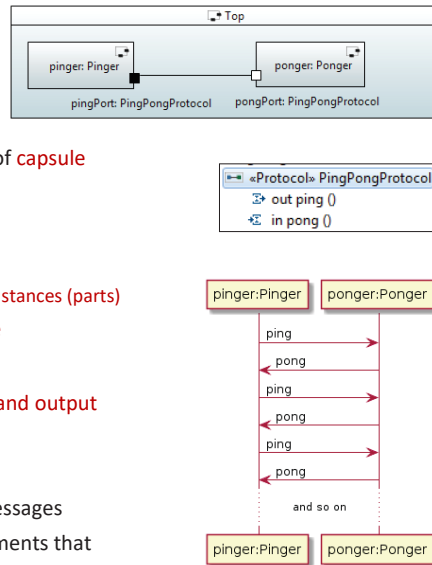 Top
pinger: Pinger
ponger: Ponger
pingPort: PingPongProtocol
pongPort: PingPongProtocol
of capsule
«Protocol» PingPongProtocol
out ping ()
in pong ()
stances (parts)
pinger:Pinger
ponger:Ponger
ping
pong
ping
and output
pong
ping
pong
and so on
essages
ments that
pinger:Pinger
ponger:Ponger